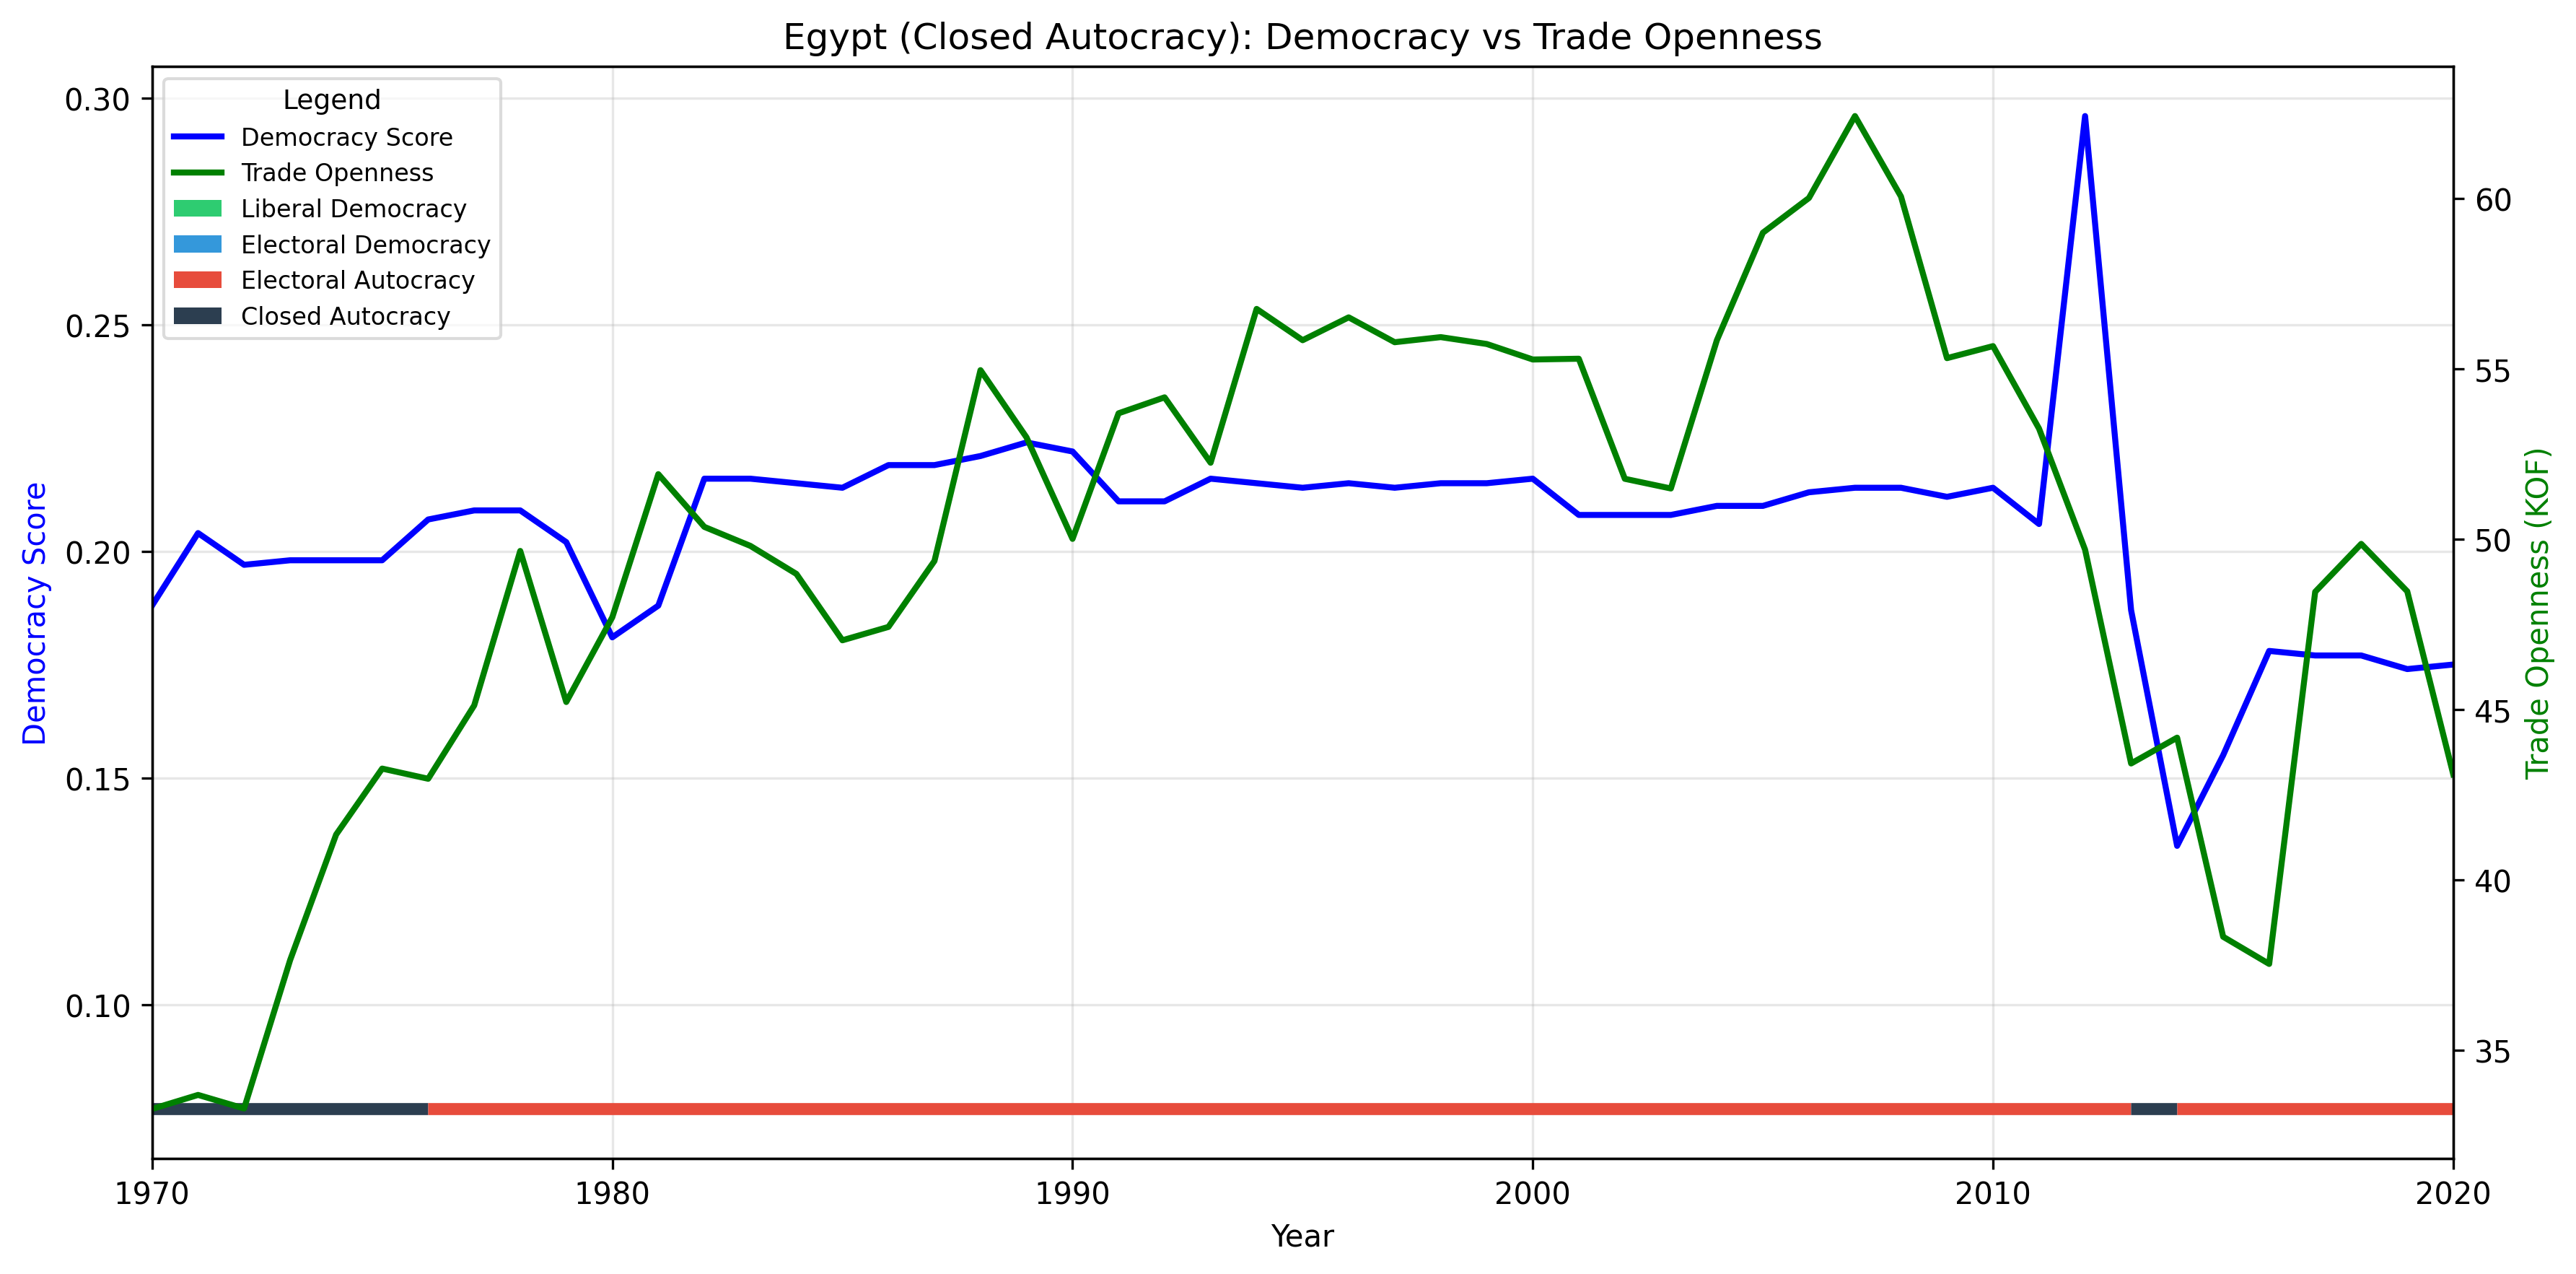 Egypt (Closed Autocracy): Democracy vs Trade Openness
Legend
Democracy Score
Trade Openness
Liberal Democracy
Electoral Democracy
Electoral Autocracy
Closed Autocracy
Democracy Score
0.30
0.25
0.20
0.15
0.10
60
55
50
45
40
35
Trade Openness (KOF)
1970
1980
1990
2000
2010
2020
Year